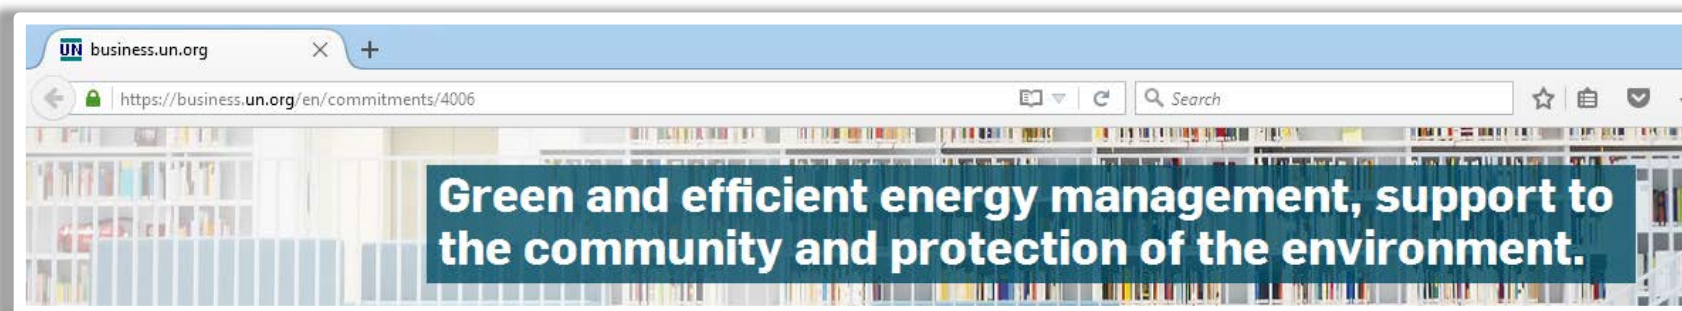 UN business.un.org
https://business.un.org/en/commitments/4006
Search
Green and efficient energy management, support to
the community and protection of the environment.